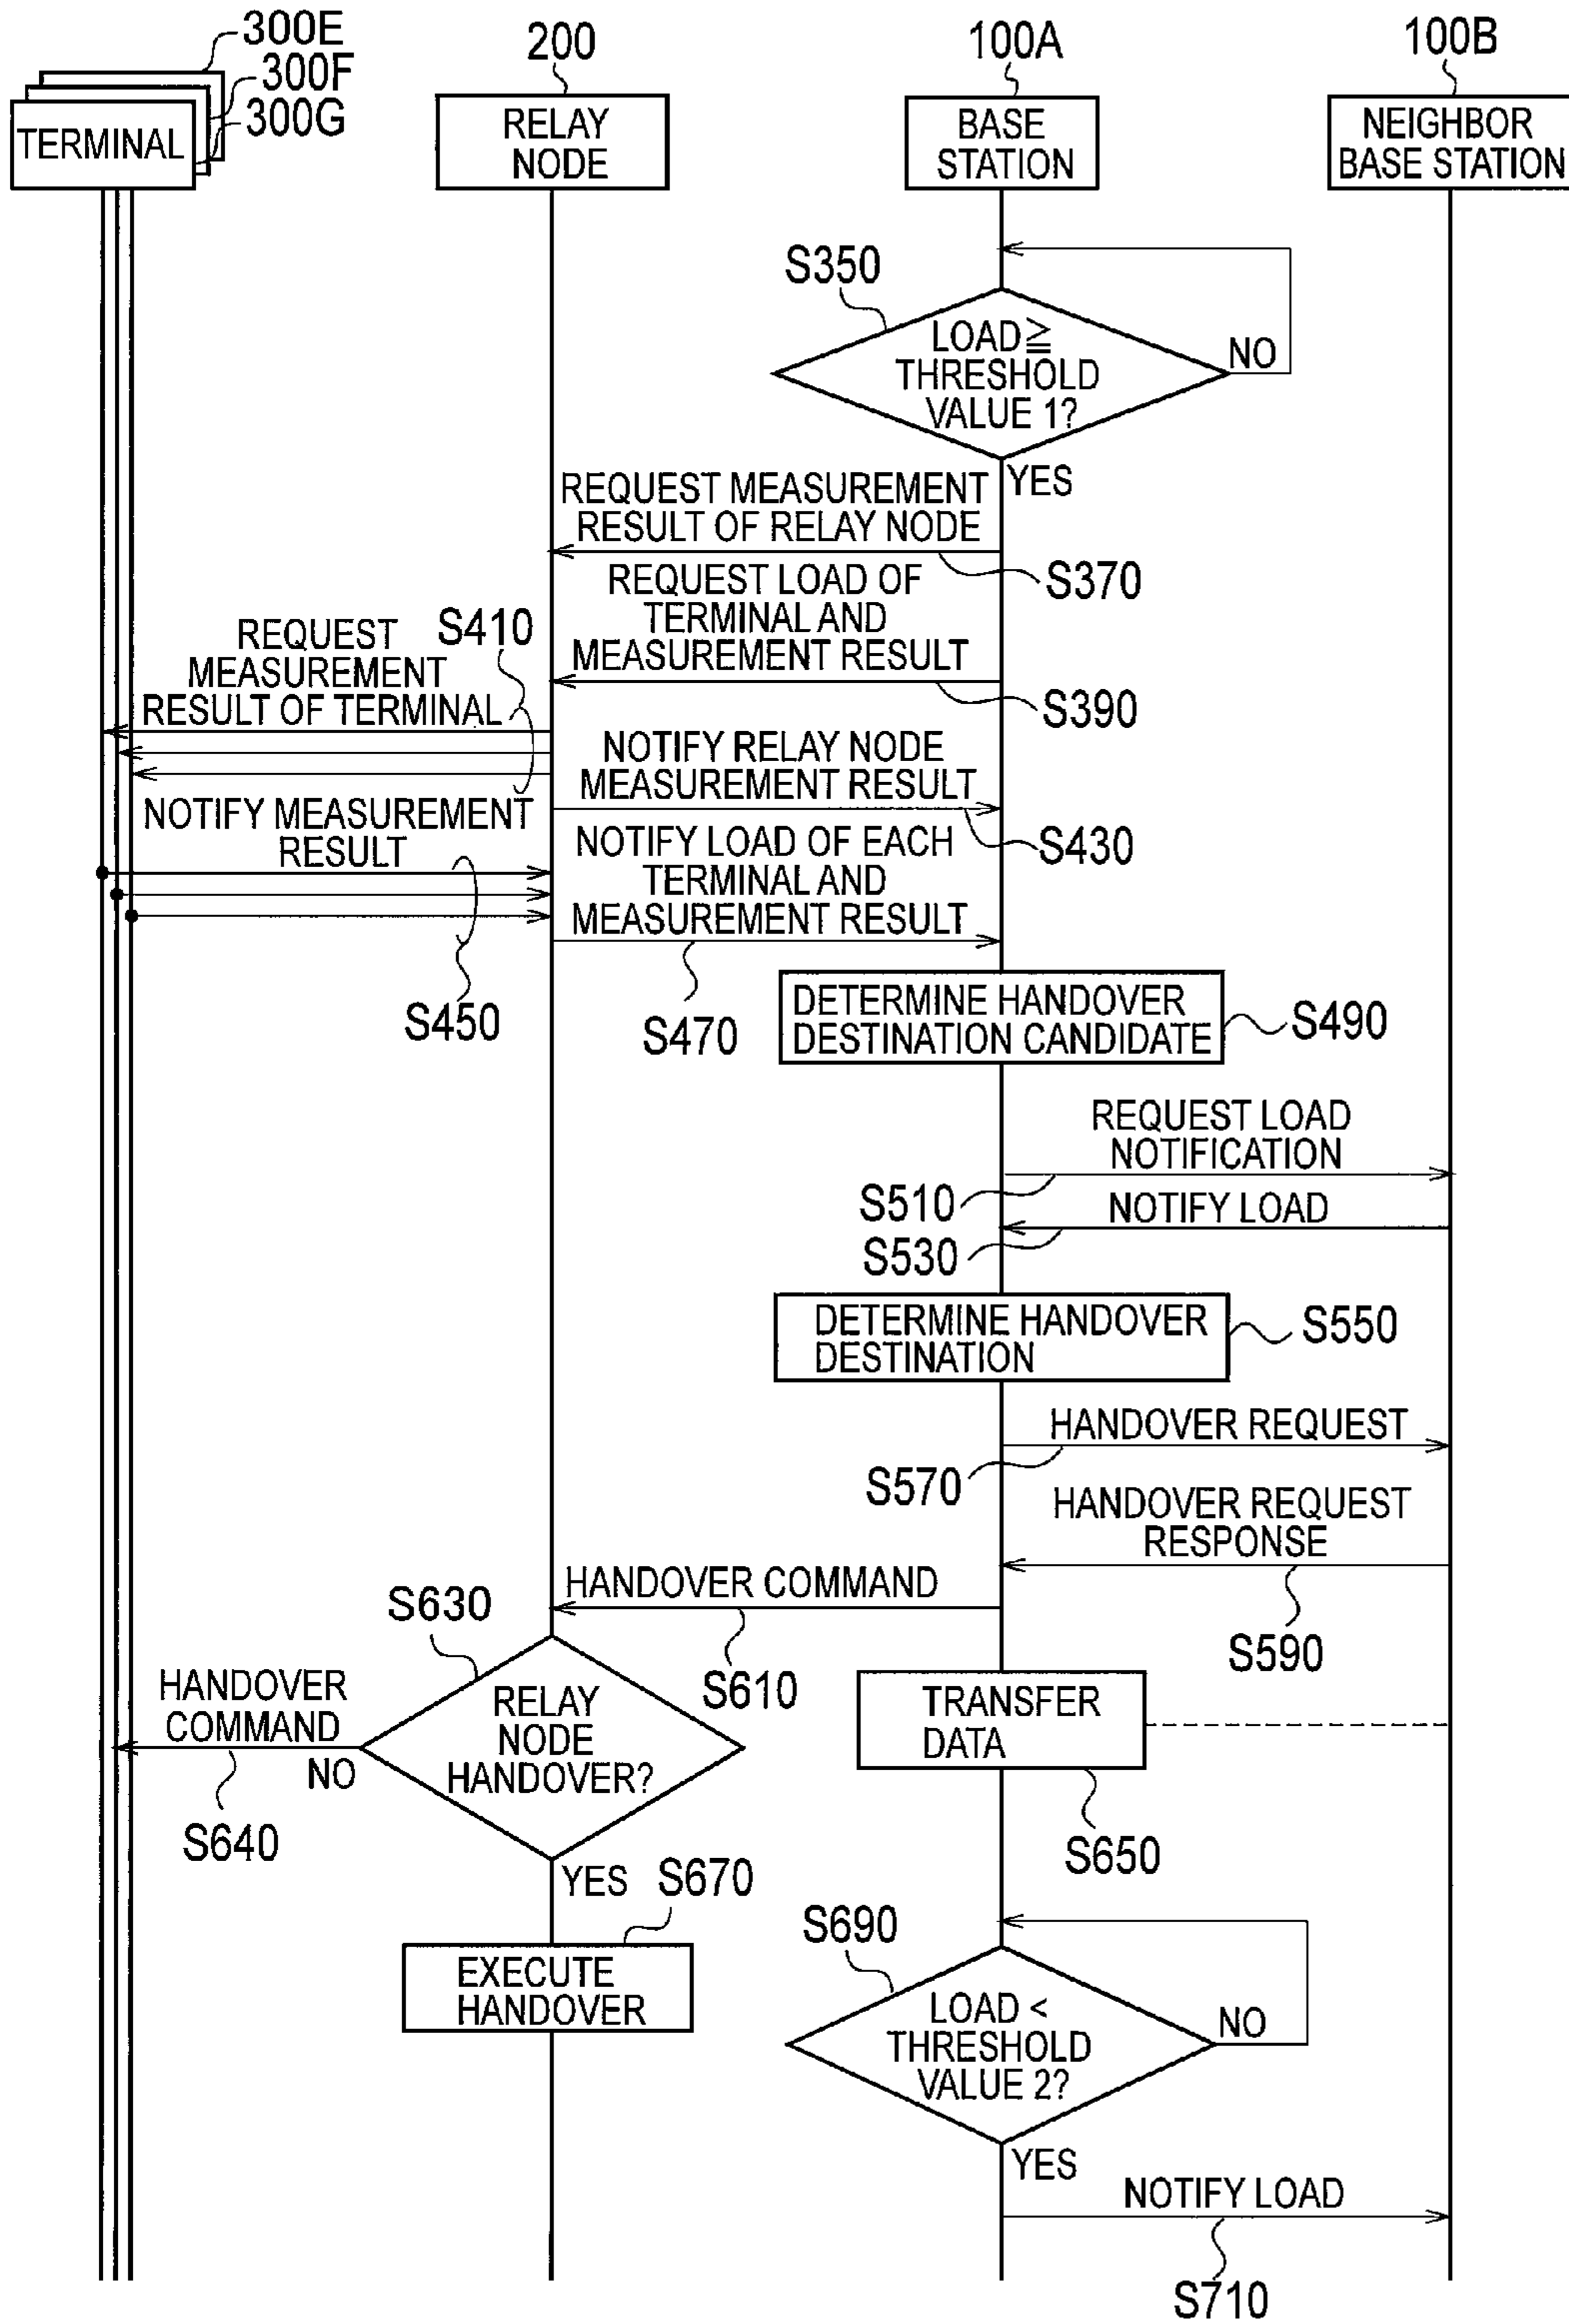 300E
300F
300G
TERMINAL
200
RELAY
NODE
100A
BASE
STATION
100B
NEIGHBOR
BASE STATION
S350
LOAD≧
THRESHOLD
VALUE 1?
NO
YES
REQUEST MEASUREMENT
RESULT OF RELAY NODE
S370
REQUEST LOAD OF
TERMINAL AND
MEASUREMENT RESULT
S390
S410
REQUEST
MEASUREMENT
RESULT OF TERMINAL
NOTIFY RELAY NODE
MEASUREMENT RESULT
S430
NOTIFY MEASUREMENT
RESULT
S450
NOTIFY LOAD OF EACH
TERMINAL AND
MEASUREMENT RESULT
S470
DETERMINE HANDOVER
DESTINATION CANDIDATE
S490
REQUEST LOAD
NOTIFICATION
S510
NOTIFY LOAD
S530
DETERMINE HANDOVER
DESTINATION
S550
HANDOVER REQUEST
S570
HANDOVER REQUEST
RESPONSE
S590
HANDOVER COMMAND
S610
S630
RELAY
NODE
HANDOVER?
HANDOVER
COMMAND
NO
S640
TRANSFER
DATA
S650
YES
S670
EXECUTE
HANDOVER
S690
LOAD <
THRESHOLD
VALUE 2?
NO
YES
NOTIFY LOAD
S710